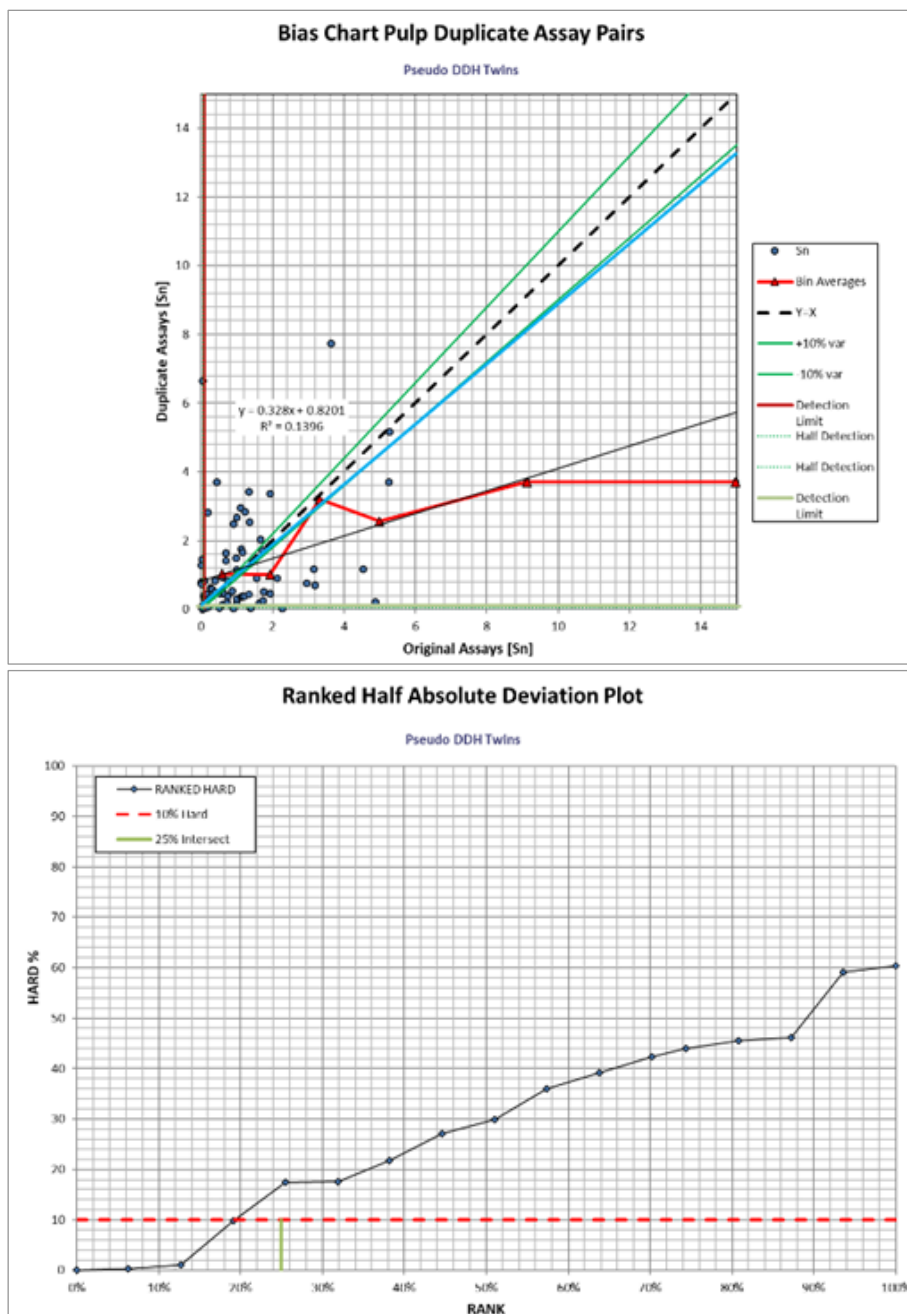 Bias Chart Pulp Duplicate Assay Pairs
Pseudo DDH Twins
Duplicate Assays [Sn]
14
12
10
8
6
4
2
0
y = 0.328x + 0.8201
R² = 0.1396
0 2 4 6 8 10 12 14
Original Assays [Sn]
Sn
Bin Averages
Y=X
+10% var
10% var
Detection
Limit
Half Detection
Half Detection
Detection
Limit
Ranked Half Absolute Deviation Plot
Pseudo DDH Twins
HARD %
100
90
80
70
60
50
40
30
20
10
0
RANKED HARD
10% Hard
25% Intersect
0% 10% 20% 30% 40% 50% 60% 70% 80% 90% 100%
RANK